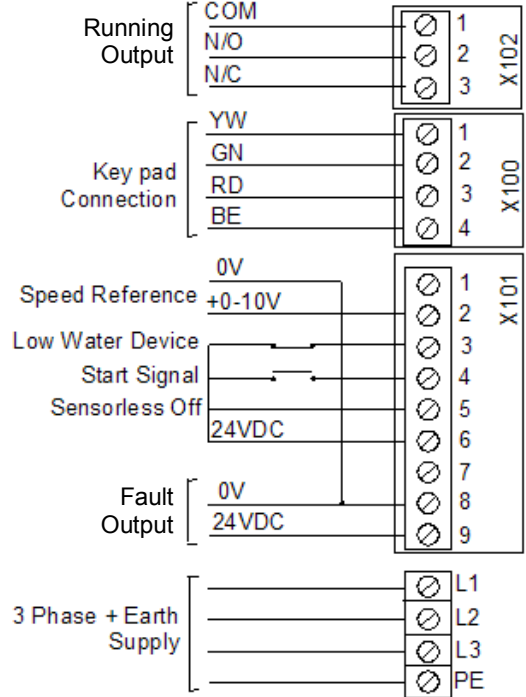 Running
Output
COM
N/O
N/C
1
2
3
X102
Key pad
Connection
YW
GN
RD
BE
1
2
3
4
X100
0V
Speed Reference +0-10V
Low Water Device
Start Signal
Sensorless Off
24VDC
1
2
3
4
5
6
7
8
9
X101
Fault
Output
0V
24VDC
3 Phase + Earth
Supply
L1
L2
L3
PE